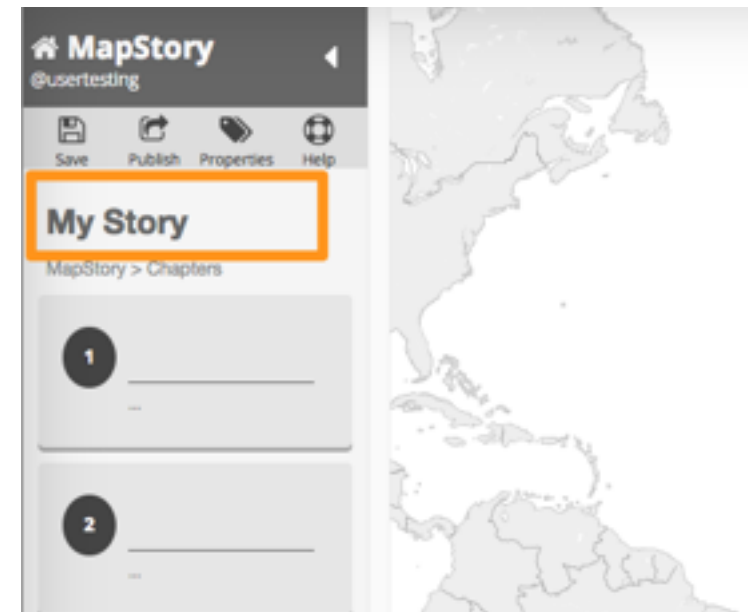 MapStory
@usertesting
Save Publish Properties Help
My Story
MapStory > Chapters
1
...
2
...